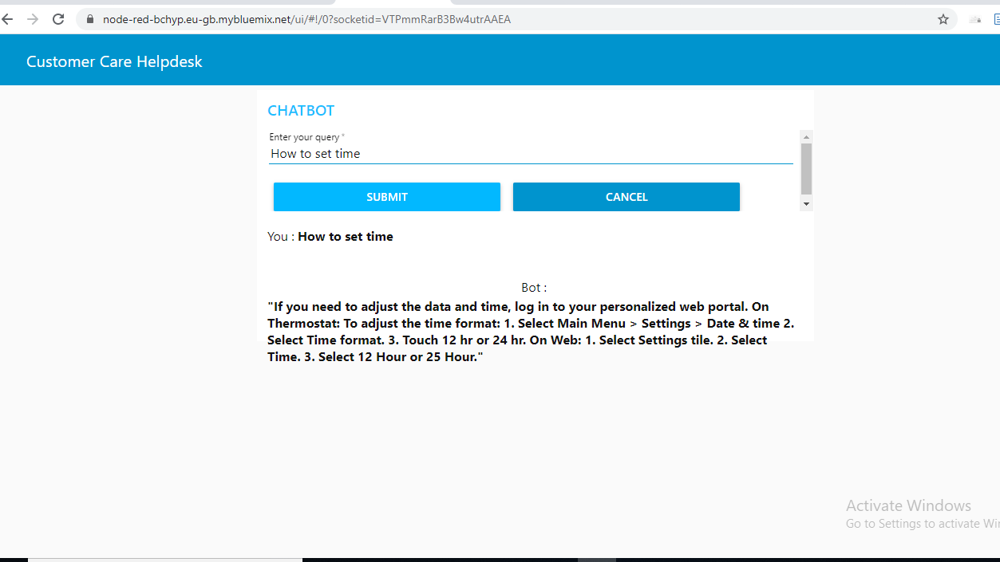 node-red-bchyp.eu-gb.mybluemix.net/ui/#!/0?socketid=VTPmmRarB3Bw4utrAAEA
Customer Care Helpdesk
CHATBOT
Enter your query *
How to set time
SUBMIT CANCEL
You : How to set time
Bot :
"If you need to adjust the data and time, log in to your personalized web portal. On
Thermostat: To adjust the time format: 1. Select Main Menu > Settings > Date & time 2.
Select Time format. 3. Touch 12 hr or 24 hr. On Web: 1. Select Settings tile. 2. Select
Time. 3. Select 12 Hour or 25 Hour."
Activate Windows
Go to Settings to activate Wi